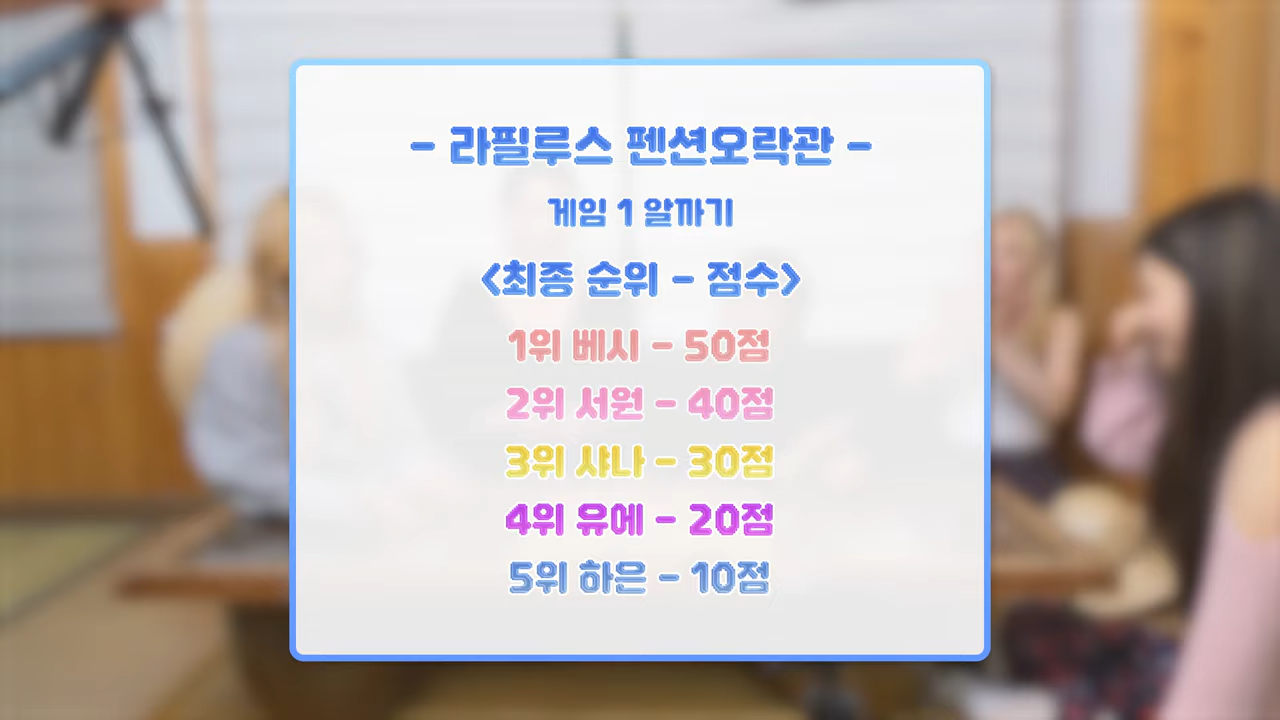 - 라필루스 펜션오락관 -
게임 1 알까기
<최종 순위 - 점수>
1위 베시 - 50점
2위 서원 - 40점
3위 샤나 - 30점
4위 유에 - 20점
5위 하은 - 10점